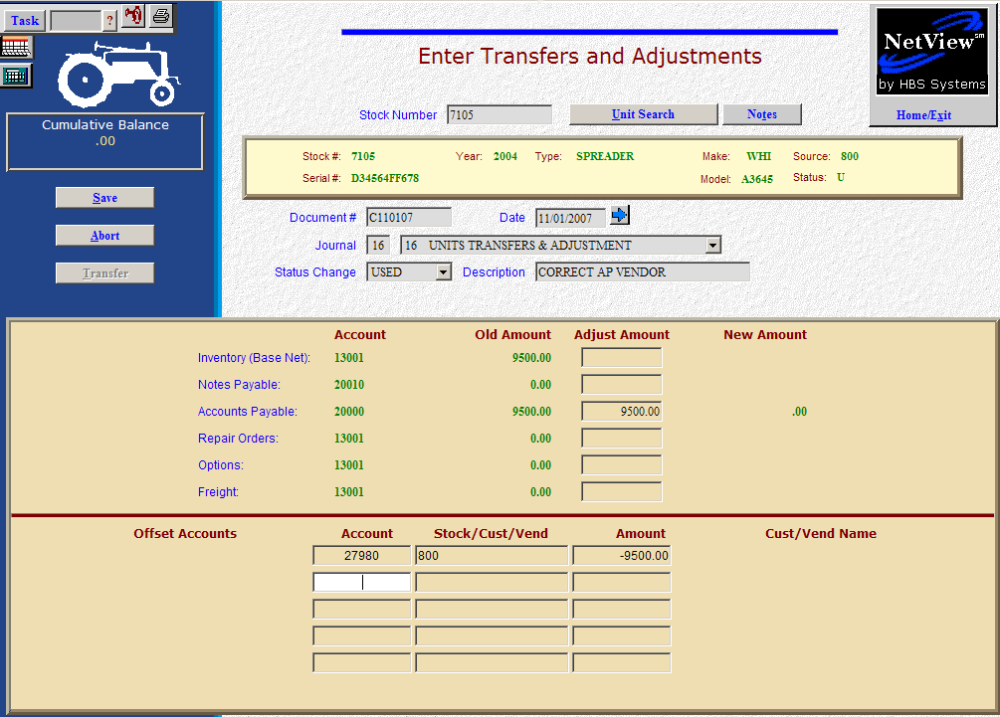 Task ?
Enter Transfers and Adjustments
NetView SM
by HBS Systems
Home/Exit
Cumulative Balance
.00
Stock Number 7105 Unit Search Notes
Stock #: 7105 Year: 2004 Type: SPREADER Make: WHI Source: 800
Serial #: D34564FF678 Model: A3645 Status: U
Save
Abort
Transfer
Document # C110107 Date 11/01/2007
Journal 16 16 UNITS TRANSFERS & ADJUSTMENT
Status Change USED Description CORRECT AP VENDOR
Account Old Amount Adjust Amount New Amount
Inventory (Base Net): 13001 9500.00
Notes Payable: 20010 0.00
Accounts Payable: 20000 9500.00 9500.00 .00
Repair Orders: 13001 0.00
Options: 13001 0.00
Freight: 13001 0.00
Offset Accounts Account Stock/Cust/Vend Amount Cust/Vend Name
27980 800 -9500.00